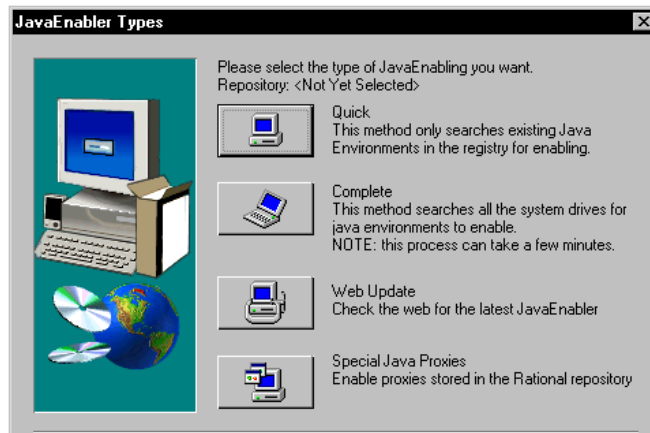 JavaEnabler Types
Please select the type of JavaEnabling you want.
Repository: <Not Yet Selected>
Quick
This method only searches existing Java
Environments in the registry for enabling.
Complete
This method searches all the system drives for
java environments to enable.
NOTE: this process can take a few minutes.
Web Update
Check the web for the latest JavaEnabler
Special Java Proxies
Enable proxies stored in the Rational repository